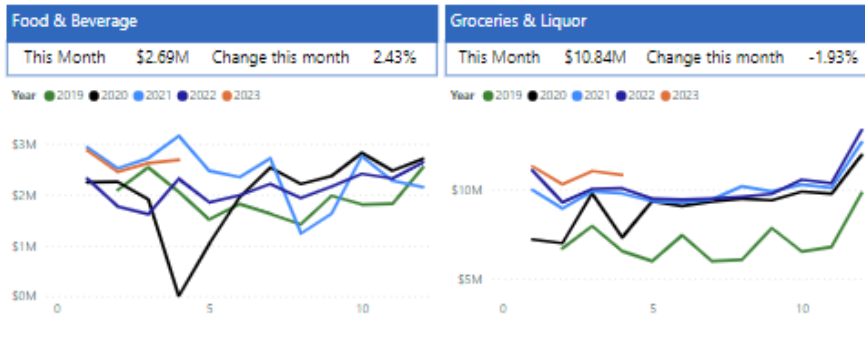 Food & Beverage
This Month $2.69M Change this month 2.43%
Year 2019 2020 2021 2022 2023
$3M
$2M
$1M
$0M
0 5 10
Groceries & Liquor
This Month $10.84M Change this month -1.93%
Year 2019 2020 2021 2022 2023
$10M
$5M
0 5 10